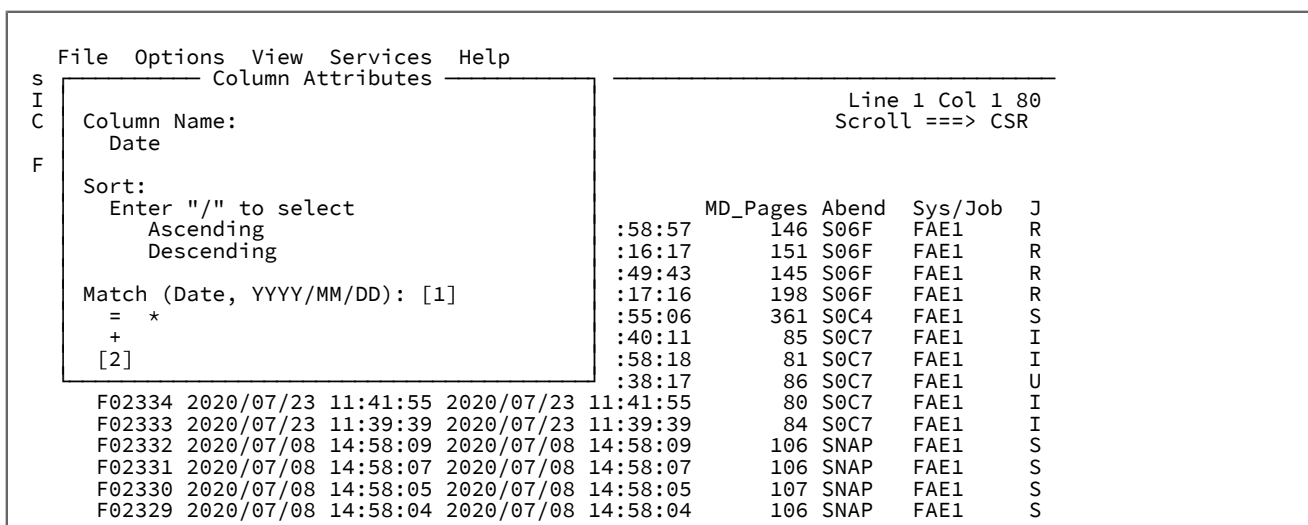 File  Options  View  Services  Help
s  Column Attributes
I  Line 1 Col 1 80
C  Column Name:  Scroll ===> CSR
Date
F
Sort:
Enter "/" to select  MD_Pages Abend  Sys/Job  J
Ascending  :58:57  146 S06F  FAE1  R
Descending  :16:17  151 S06F  FAE1  R
:49:43  145 S06F  FAE1  R
Match (Date, YYYY/MM/DD): [1]  :17:16  198 S06F  FAE1  R
=  *  :55:06  361 S0C4  FAE1  S
+  :40:11  85 S0C7  FAE1  I
[2]  :58:18  81 S0C7  FAE1  I
:38:17  86 S0C7  FAE1  U
F02334 2020/07/23 11:41:55 2020/07/23 11:41:55  80 S0C7  FAE1  I
F02333 2020/07/23 11:39:39 2020/07/23 11:39:39  84 S0C7  FAE1  I
F02332 2020/07/08 14:58:09 2020/07/08 14:58:09  106 SNAP  FAE1  S
F02331 2020/07/08 14:58:07 2020/07/08 14:58:07  106 SNAP  FAE1  S
F02330 2020/07/08 14:58:05 2020/07/08 14:58:05  107 SNAP  FAE1  S
F02329 2020/07/08 14:58:04 2020/07/08 14:58:04  106 SNAP  FAE1  S